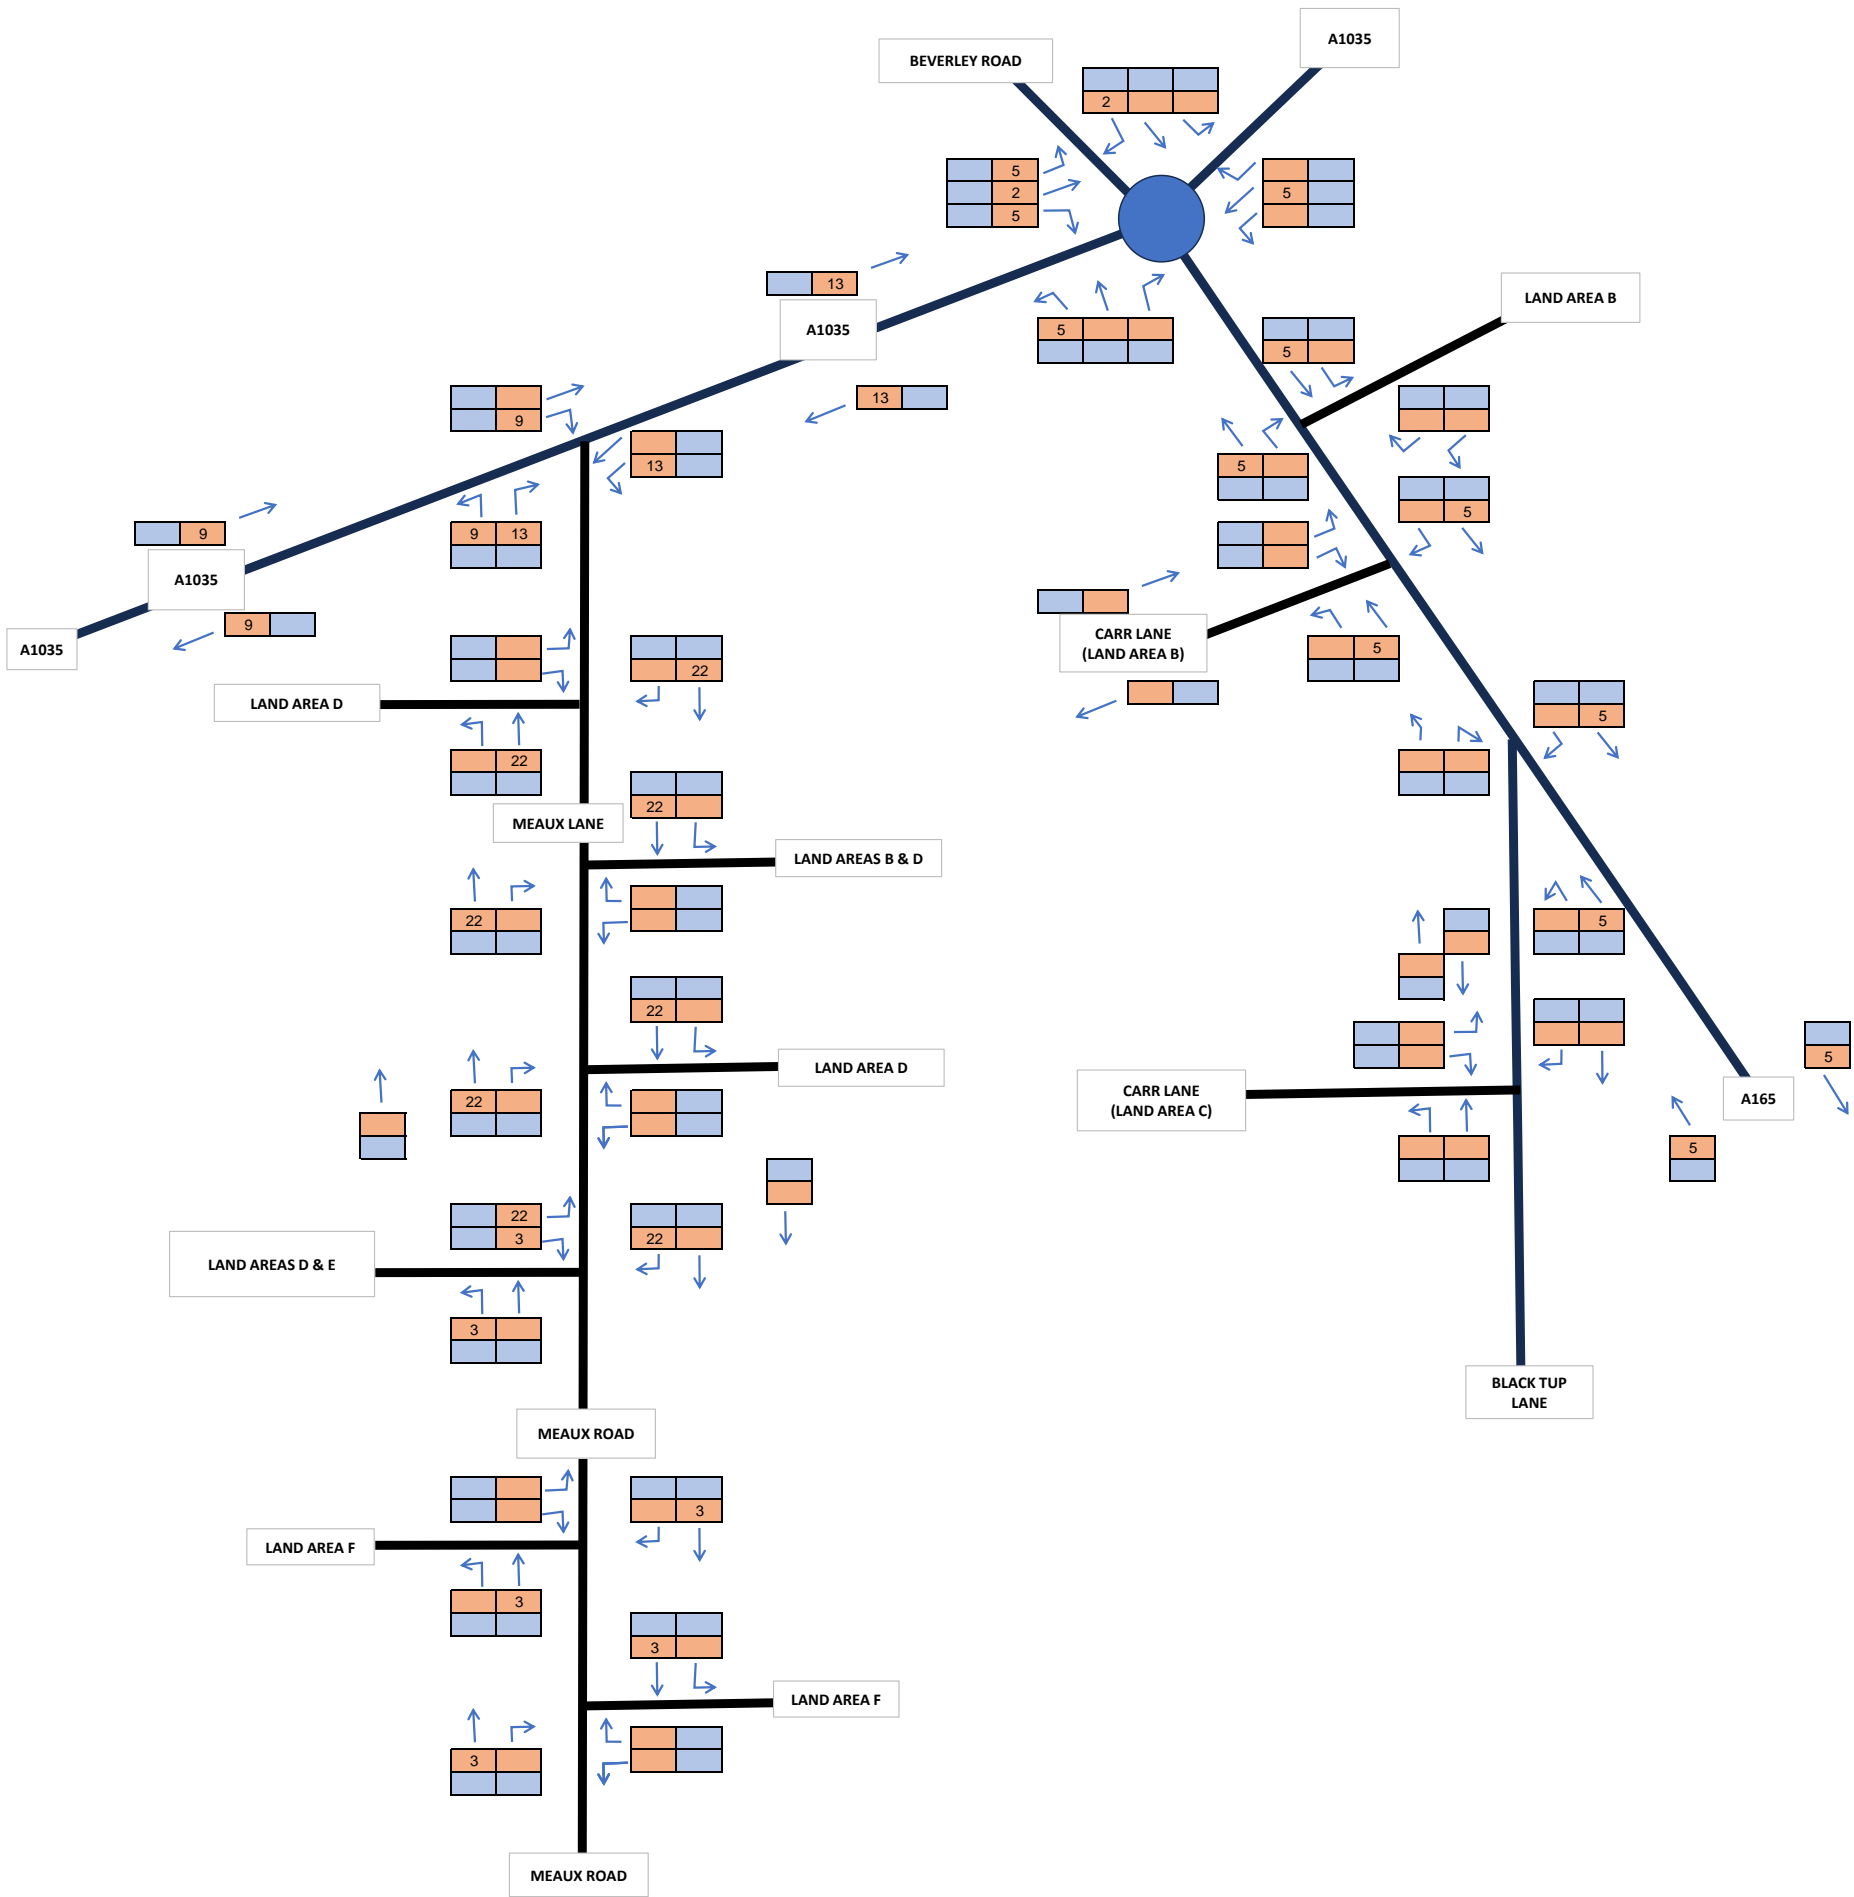 A1035
BEVERLEY ROAD
2
5
2
5
5
13
LAND AREA B
A1035
5
5
13
9
13
5
5
9
13
9
A1035
9
A1035
CARR LANE
(LAND AREA B)
5
22
LAND AREA D
5
22
22
MEAUX LANE
LAND AREAS B & D
22
5
22
LAND AREA D
5
22
CARR LANE
(LAND AREA C)
A165
5
22
3
22
LAND AREAS D & E
3
BLACK TUP
LANE
MEAUX ROAD
3
LAND AREA F
3
3
LAND AREA F
3
MEAUX ROAD